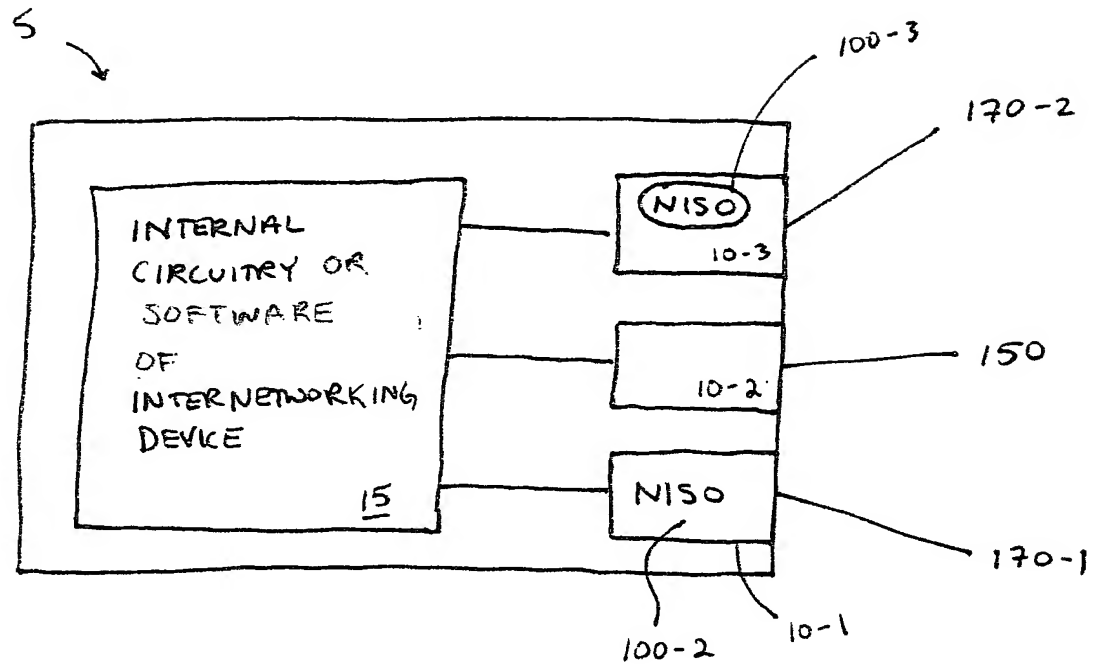 5
100-3
170-2
NISO
10-3
INTERNAL
CIRCUITRY OR
SOFTWARE
OF
INTERNETWORKING
DEVICE
15
10-2
150
NISO
170-1
10-1
100-2